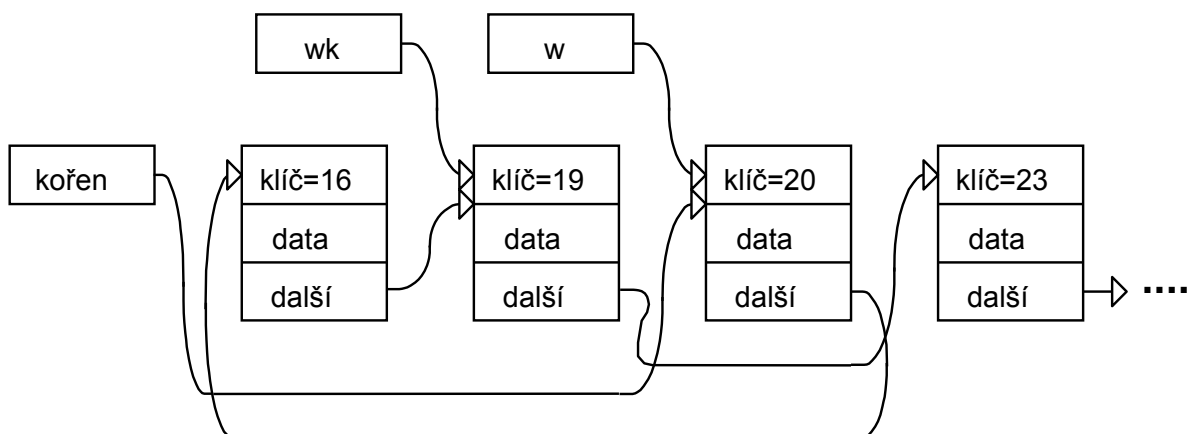 wk
w
kořen
klíč=16
klíč=19
klíč=20
klíč=23
data
data
data
data
další
další
další
další
....